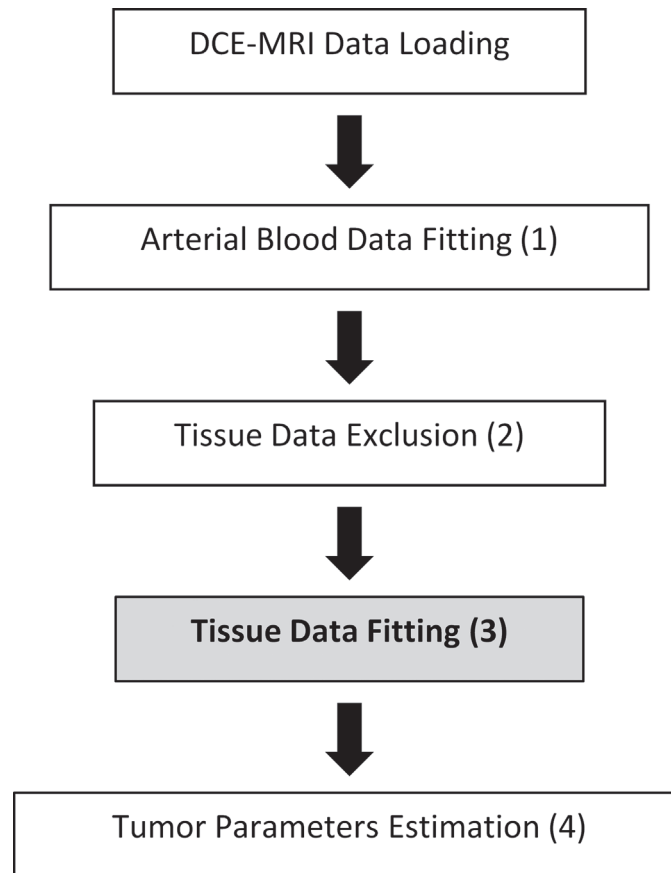 DCE-MRI Data Loading
Arterial Blood Data Fitting (1)
Tissue Data Exclusion (2)
Tissue Data Fitting (3)
Tumor Parameters Estimation (4)